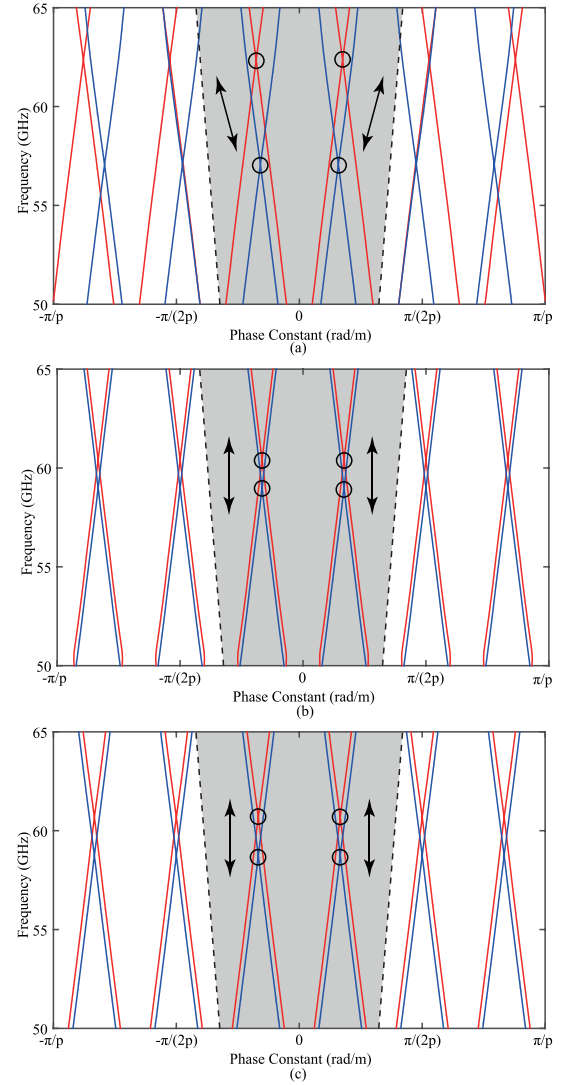 65
60
55
50
Frequency (GHz)
-π/p
-π/(2p)
0
π/(2p)
π/p
Phase Constant (rad/m)
(a)
65
60
55
50
Frequency (GHz)
-π/p
-π/(2p)
0
π/(2p)
π/p
Phase Constant (rad/m)
(b)
65
60
55
50
Frequency (GHz)
-π/p
-π/(2p)
0
π/(2p)
π/p
Phase Constant (rad/m)
(c)